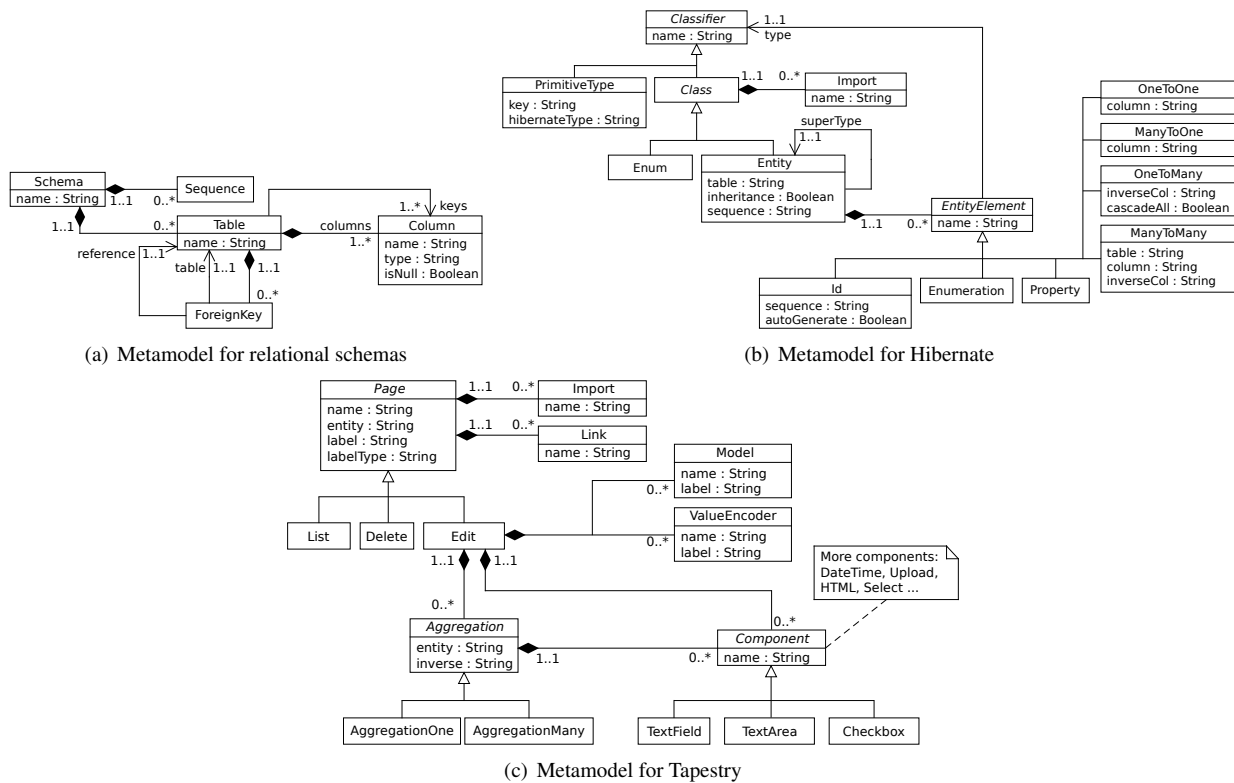 Schema
name : String
1..1
0..*
Sequence
1..1
0..*
Table
name : String
columns
1..*
1..*
keys
Column
name : String
type : String
isNull : Boolean
reference
1..1
table
1..1
1..1
0..*
ForeignKey
(a) Metamodel for relational schemas
Classifier
name : String
1..1
type
PrimitiveType
key : String
hibernateType : String
Class
1..1
0..*
Import
name : String
superType
1..1
Enum
Entity
table : String
inheritance : Boolean
sequence : String
1..1
0..*
EntityElement
name : String
OneToOne
column : String
ManyToOne
column : String
OneToMany
inverseCol : String
cascadeAll : Boolean
ManyToMany
table : String
column : String
inverseCol : String
Id
sequence : String
autoGenerate : Boolean
Enumeration
Property
(b) Metamodel for Hibernate
Page
name : String
entity : String
label : String
labelType : String
1..1
0..*
Import
name : String
1..1
0..*
Link
name : String
List
Delete
Edit
0..*
Model
name : String
label : String
0..*
ValueEncoder
name : String
label : String
1..1
1..1
0..*
0..*
More components:
DateTime, Upload,
HTML, Select ...
Aggregation
entity : String
inverse : String
1..1
0..*
Component
name : String
AggregationOne
AggregationMany
TextField
TextArea
Checkbox
(c) Metamodel for Tapestry